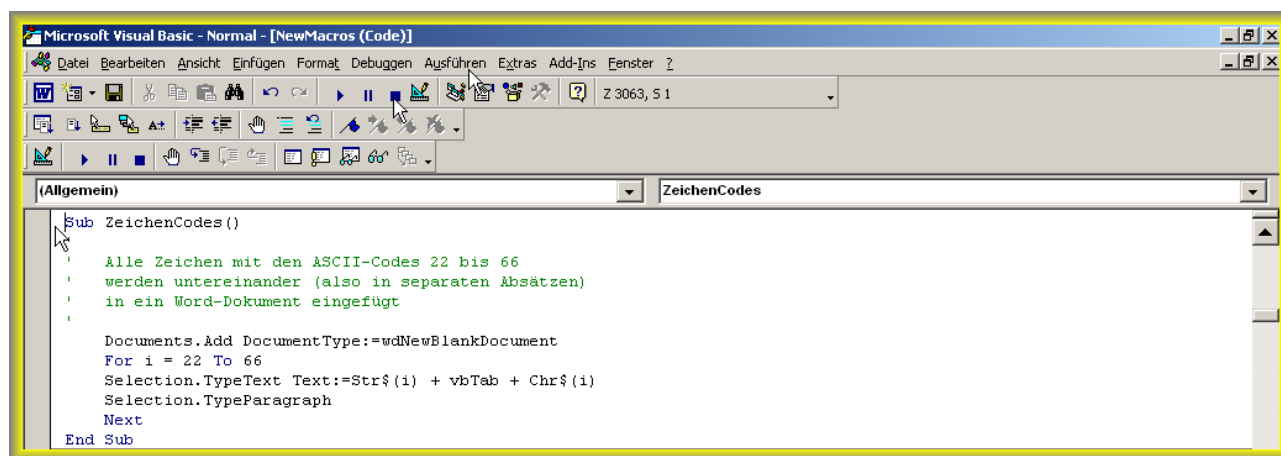 Microsoft Visual Basic - Normal - [NewMacros (Code)]
Datei Bearbeiten Ansicht Einfügen Format Debuggen Ausführen Extras Add-Ins Fenster ?
Z 3063, S 1
(Allgemein) ZeichenCodes
Sub ZeichenCodes()
'
' Alle Zeichen mit den ASCII-Codes 22 bis 66
' werden untereinander (also in separaten Absätzen)
' in ein Word-Dokument eingefügt
'
Documents.Add DocumentType:=wdNewBlankDocument
For i = 22 To 66
Selection.TypeText Text:=Str$(i) + vbTab + Chr$(i)
Selection.TypeParagraph
Next
End Sub